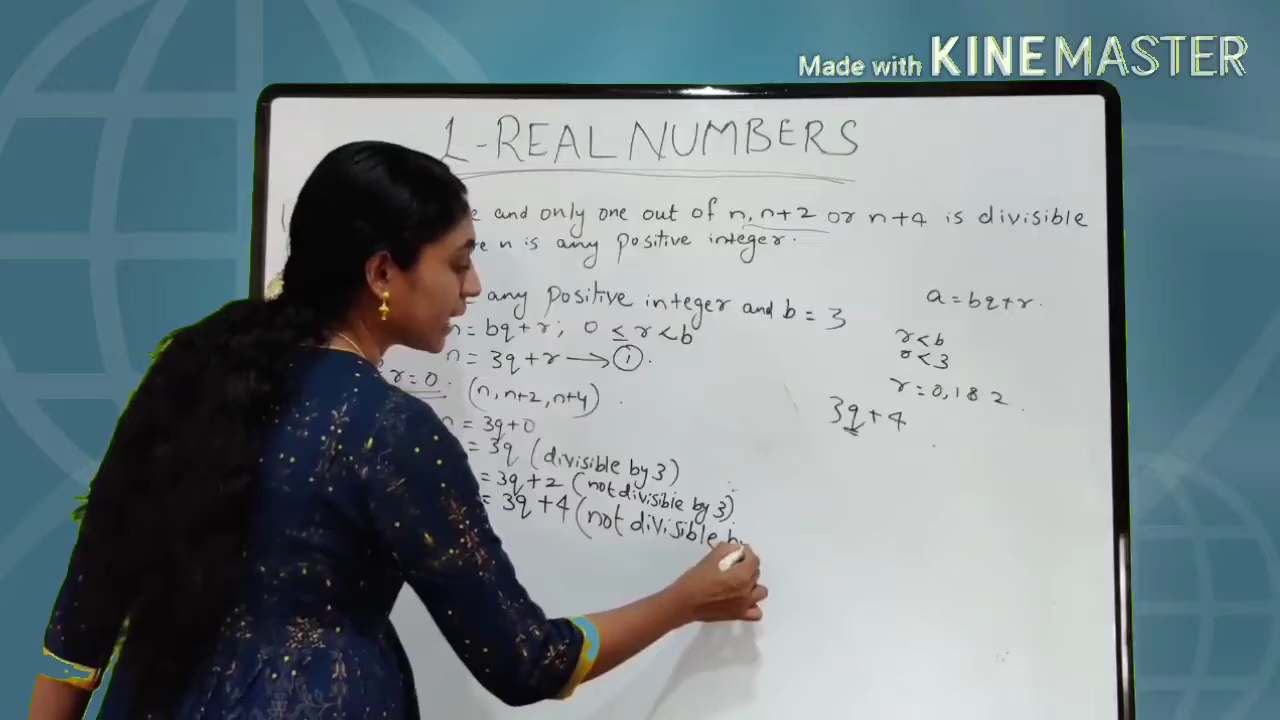 Made with KINEMASTER
1-REAL NUMBERS
and only one out of n, n+2 or n+4 is divisible
n is any positive integer.
any positive integer and b = 3
n = bq+r; 0 ≤ r < b
n = 3q+r → (i).
r = 0. (n, n+2, n+4).
= 3q+0
= 3q (divisible by 3)
= 3q+2 (not divisible by 3)
= 3q+4 (not divisible
a = bq+r.
r < b
r < 3
r = 0, 1 & 2
3q+4